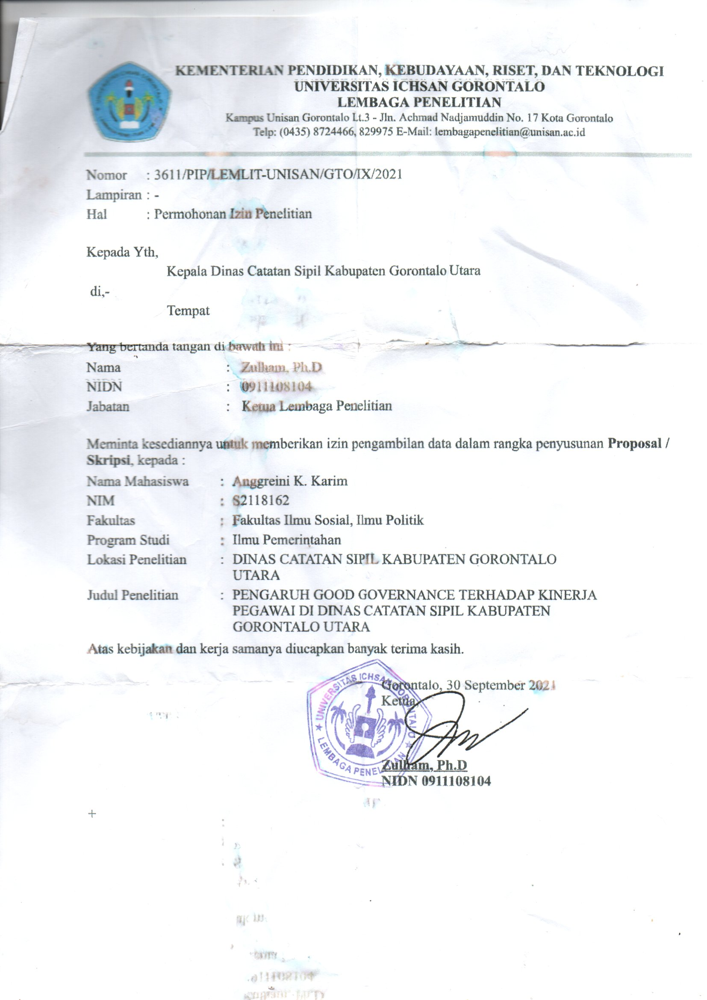 KEMENTERIAN PENDIDIKAN, KEBUDAYAAN, RISET, DAN TEKNOLOGI
UNIVERSITAS ICHSAN GORONTALO
LEMBAGA PENELITIAN
Kampus Unisan Gorontalo Lt.3 - Jln. Achmad Nadjamuddin No. 17 Kota Gorontalo
Telp: (0435) 8724466, 829975 E-Mail: lembagapenelitian@unisan.ac.id
Nomor : 3611/PIP/LEMLIT-UNISAN/GTO/IX/2021
Lampiran : -
Hal : Permohonan Izin Penelitian
Kepada Yth,
Kepala Dinas Catatan Sipil Kabupaten Gorontalo Utara
di,-
Tempat
Yang bertanda tangan di bawah ini :
Nama : Zulham, Ph.D
NIDN : 0911108104
Jabatan : Ketua Lembaga Penelitian
Meminta kesediannya untuk memberikan izin pengambilan data dalam rangka penyusunan Proposal /
Skripsi, kepada :
Nama Mahasiswa : Anggreini K. Karim
NIM : S2118162
Fakultas : Fakultas Ilmu Sosial, Ilmu Politik
Program Studi : Ilmu Pemerintahan
Lokasi Penelitian : DINAS CATATAN SIPIL KABUPATEN GORONTALO
UTARA
Judul Penelitian : PENGARUH GOOD GOVERNANCE TERHADAP KINERJA
PEGAWAI DI DINAS CATATAN SIPIL KABUPATEN
GORONTALO UTARA
Atas kebijakan dan kerja samanya diucapkan banyak terima kasih.
Gorontalo, 30 September 2021
Ketua
UNIVERSITAS ICHSAN GORONTALO
LEMBAGA PENELITIAN
Zulham, Ph.D
NIDN 0911108104
+